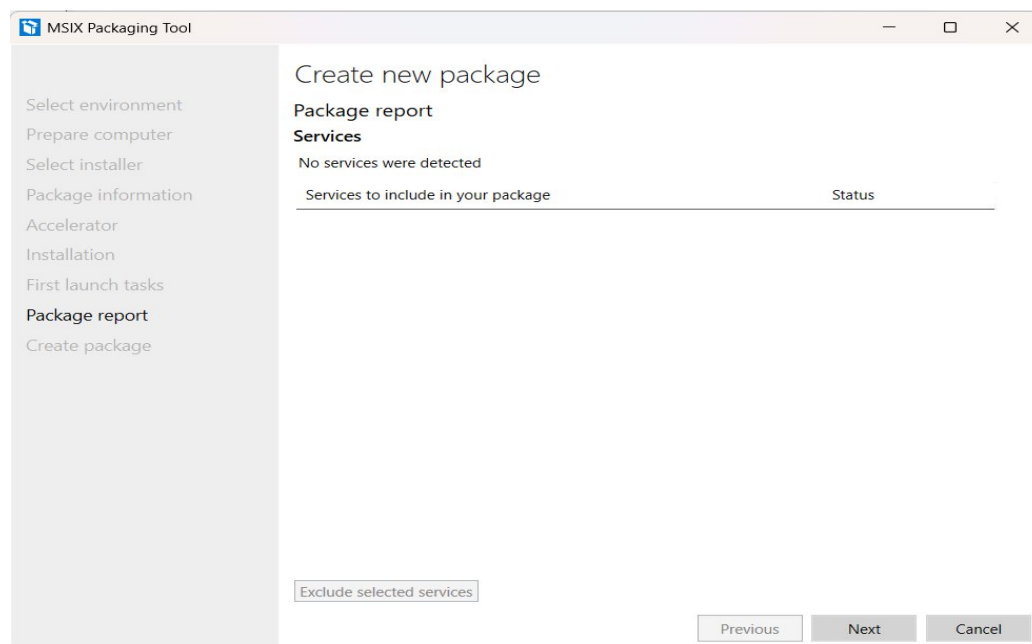 MSIX Packaging Tool
Create new package
Select environment
Prepare computer
Select installer
Package information
Accelerator
Installation
First launch tasks
Package report
Create package
Package report
Services
No services were detected
Services to include in your package Status
Exclude selected services
Previous Next Cancel